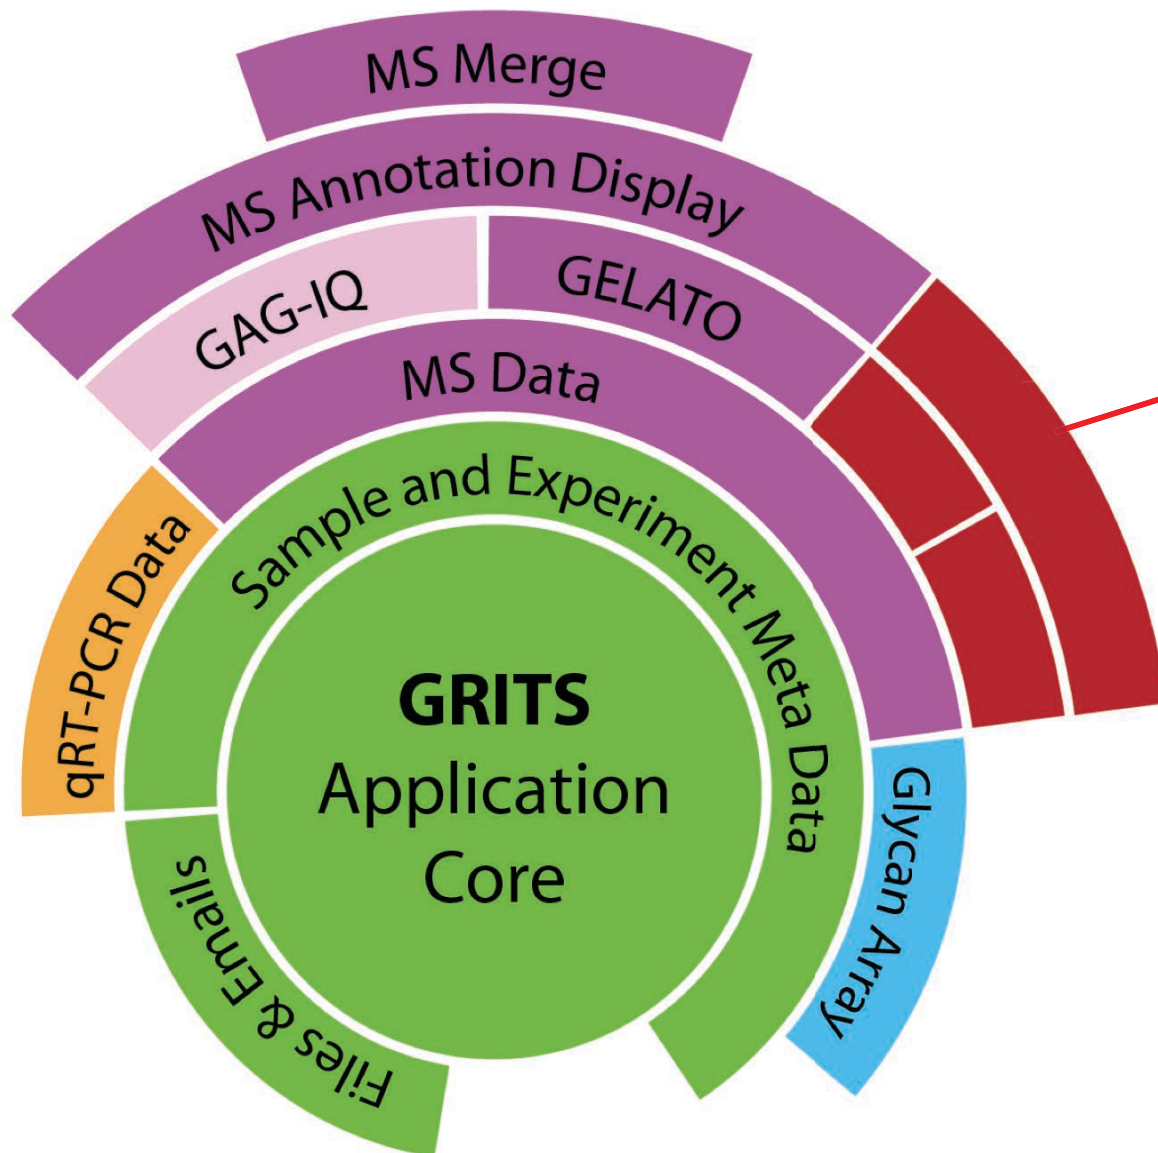 MS Merge
MS Annotation Display
GAG-IQ
GELATO
MS Data
Sample and Experiment Meta Data
qRT-PCR Data
GRITS
Application
Core
Glycan Array
Files & Emails